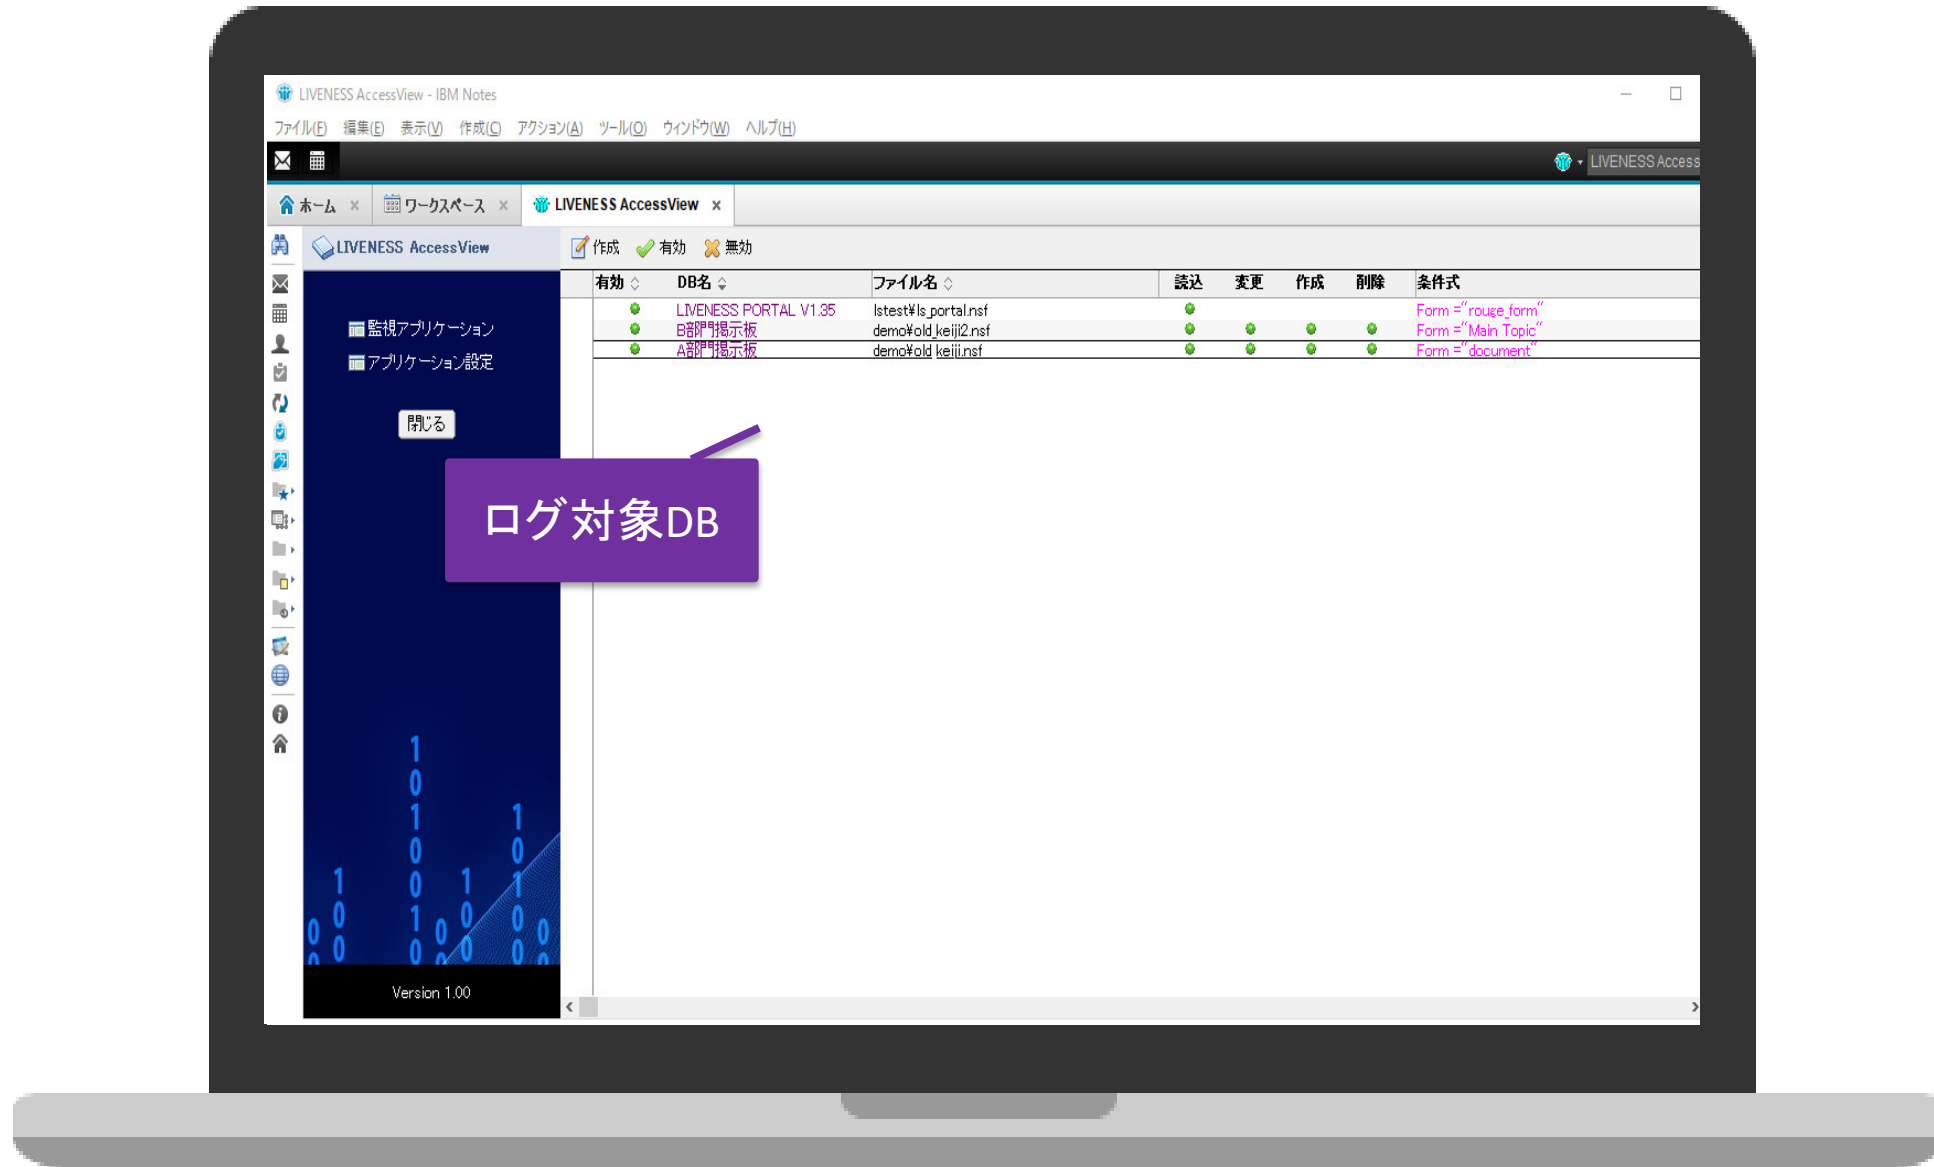 LIVENESS AccessView - IBM Notes
ファイル(F) 編集(E) 表示(V) 作成(C) アクション(A) ツール(O) ウィンドウ(W) ヘルプ(H)
LIVENESS Access
ホーム × ワークスペース × LIVENESS AccessView ×
LIVENESS AccessView 作成 有効 無効
有効 DB名 ファイル名 読込 変更 作成 削除 条件式
LIVENESS PORTAL V1.35 lstest¥ls_portal.nsf Form ="rouge_form"
B部門掲示板 demo¥old_keiji2.nsf Form ="Main Topic"
A部門掲示板 demo¥old_keiji.nsf Form ="document"
監視アプリケーション
アプリケーション設定
閉じる
ログ対象DB
Version 1.00